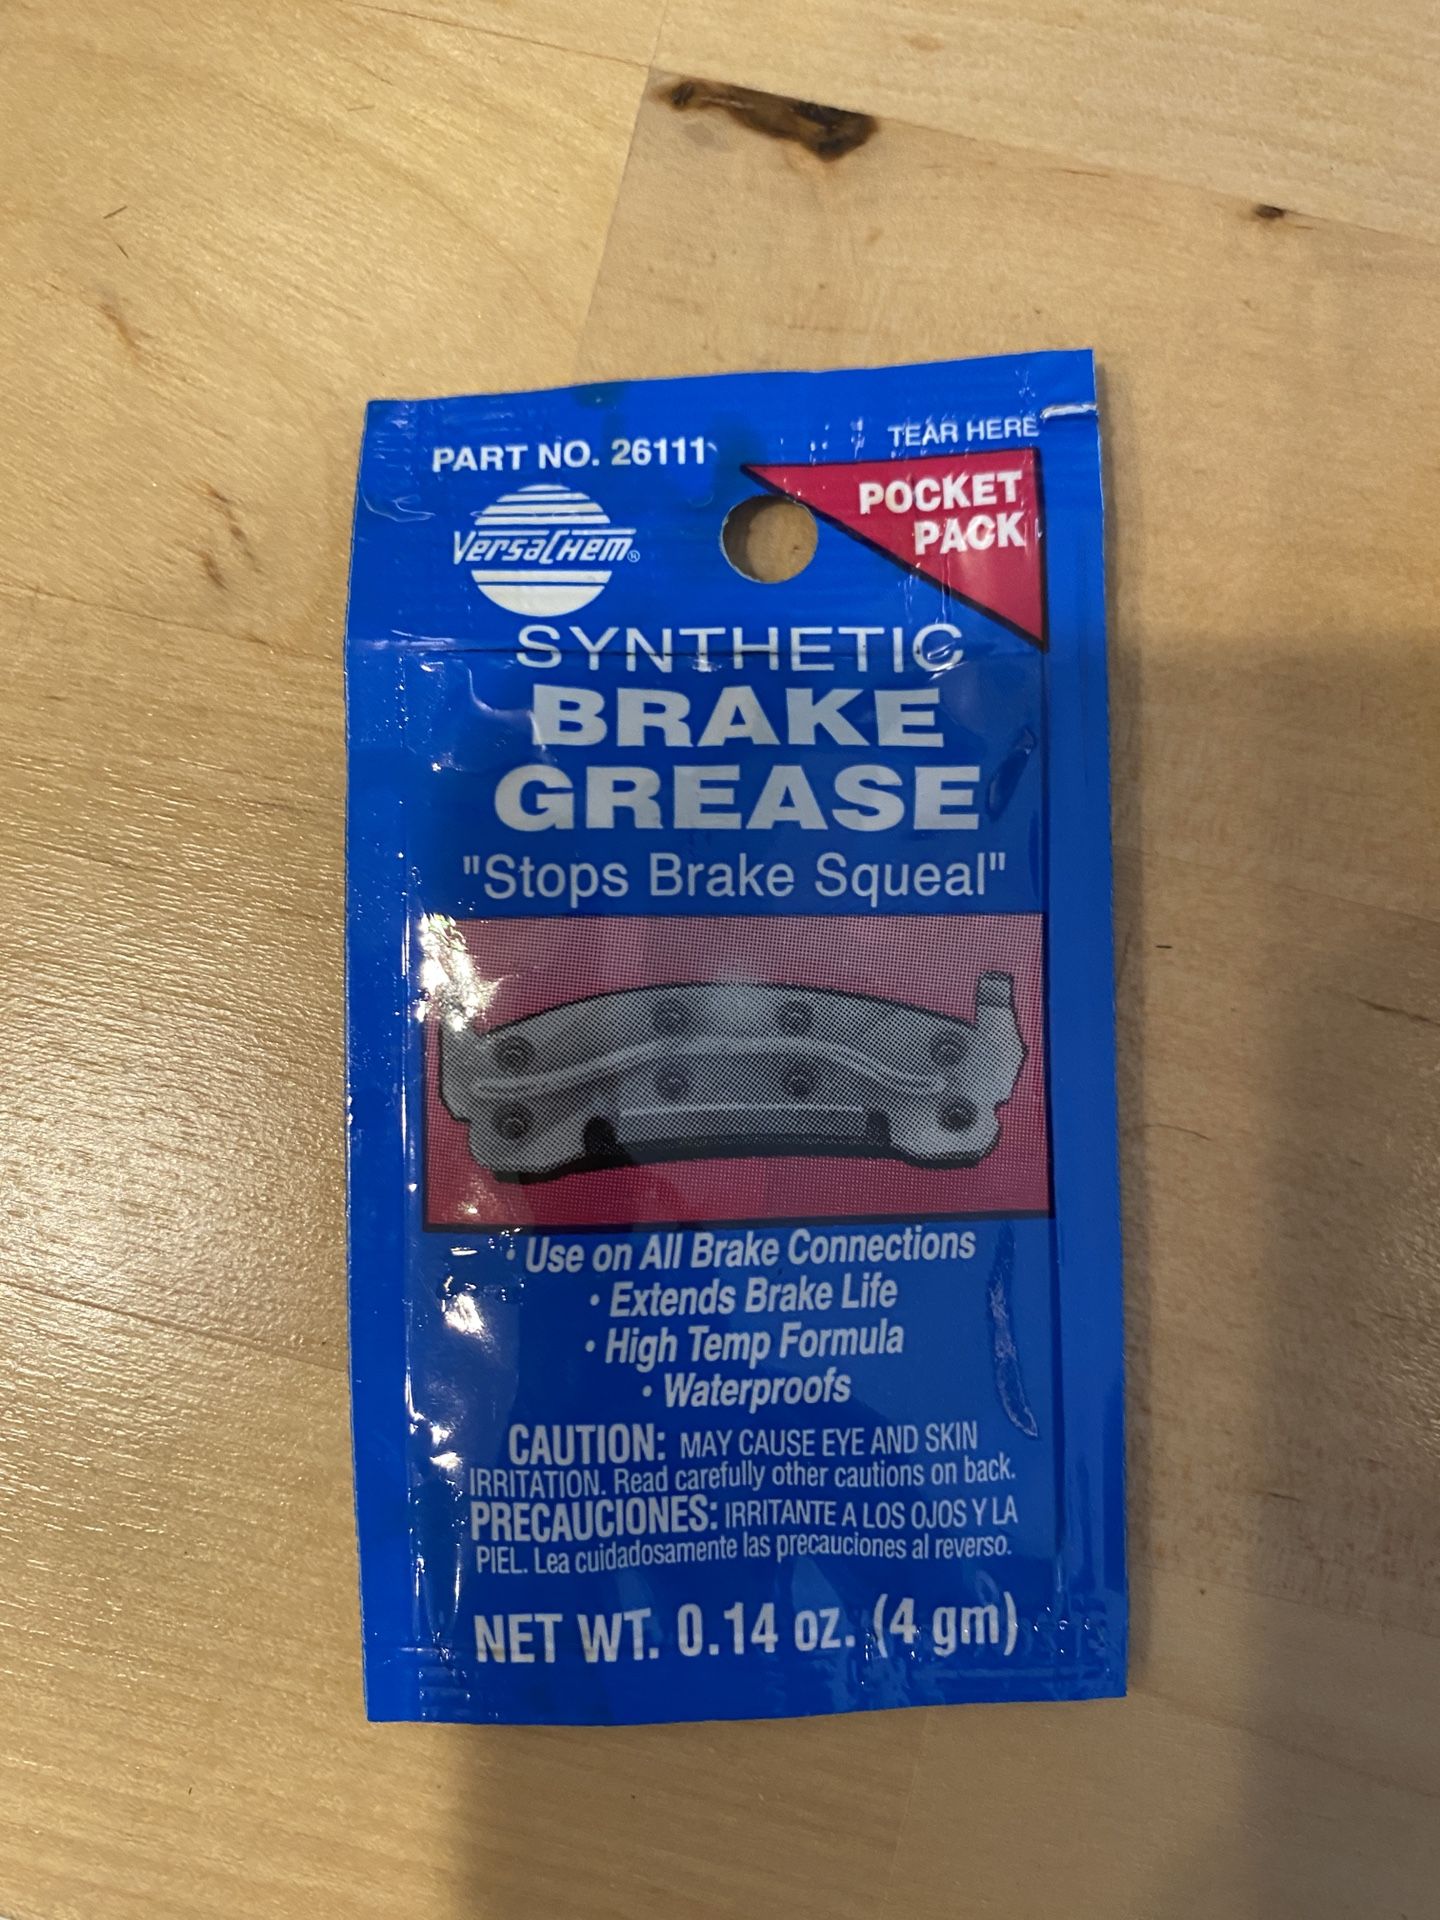 PART NO. 26111
TEAR HERE
POCKET
PACK
VERSACHEM®
SYNTHETIC
BRAKE
GREASE
"Stops Brake Squeal"
• Use on All Brake Connections
• Extends Brake Life
• High Temp Formula
• Waterproofs
CAUTION: MAY CAUSE EYE AND SKIN
IRRITATION. Read carefully other cautions on back.
PRECAUCIONES: IRRITANTE A LOS OJOS Y LA
PIEL. Lea cuidadosamente las precauciones al reverso.
NET WT. 0.14 oz. (4 gm)